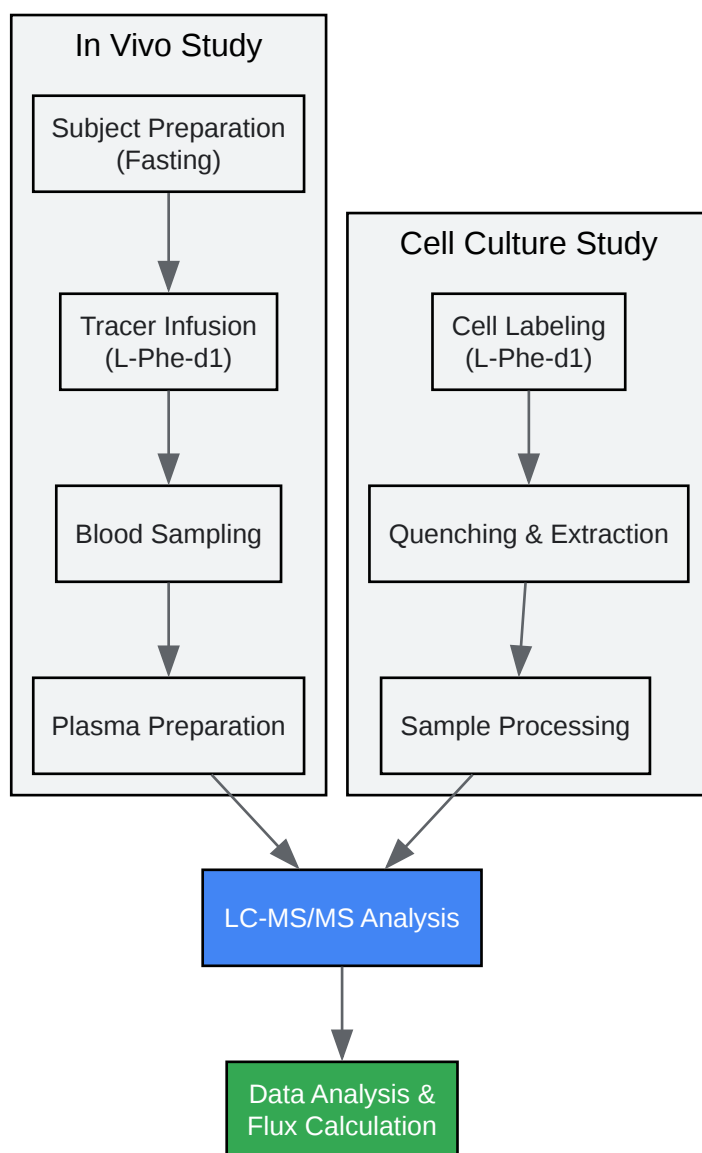 In Vivo Study
Subject Preparation
(Fasting)
Tracer Infusion
(L-Phe-d1)
Blood Sampling
Plasma Preparation
Cell Culture Study
Cell Labeling
(L-Phe-d1)
Quenching & Extraction
Sample Processing
LC-MS/MS Analysis
Data Analysis &
Flux Calculation